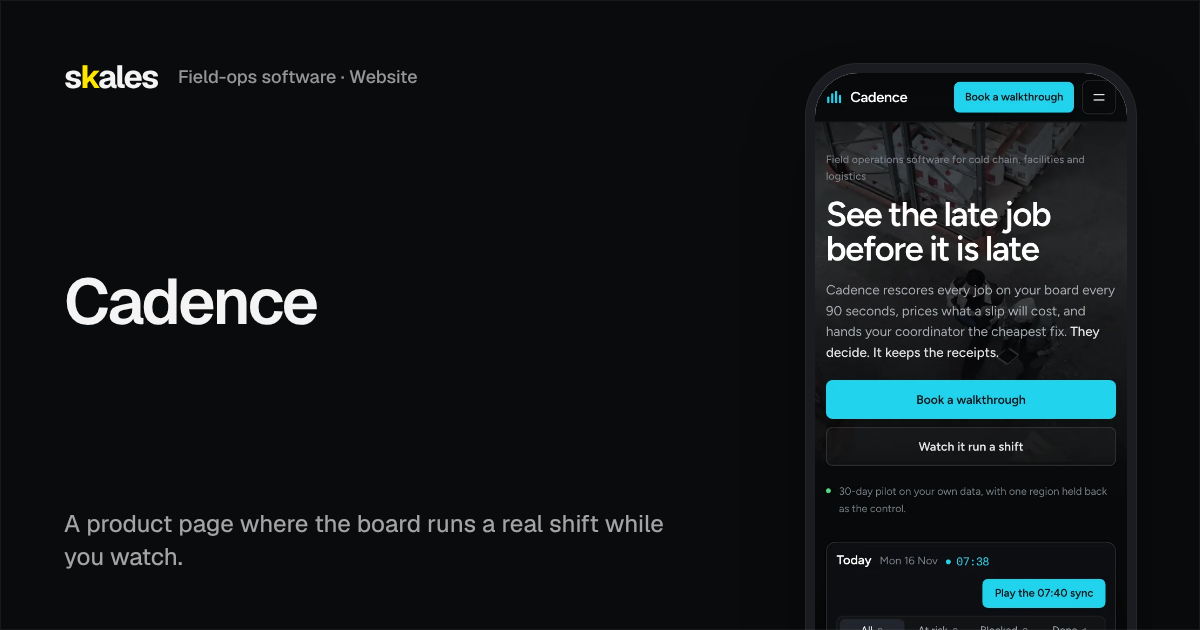 skales
Field-ops software · Website
Cadence
A product page where the board runs a real shift while
you watch.
Cadence
Book a walkthrough
Field operations software for cold chain, facilities and
logistics
See the late job
before it is late
Cadence rescores every job on your board every
90 seconds, prices what a slip will cost, and
hands your coordinator the cheapest fix. They
decide. It keeps the receipts.
Book a walkthrough
Watch it run a shift
30-day pilot on your own data, with one region held back
as the control.
Today Mon 16 Nov 07:38
Play the 07:40 sync
All At risk Blocked Done